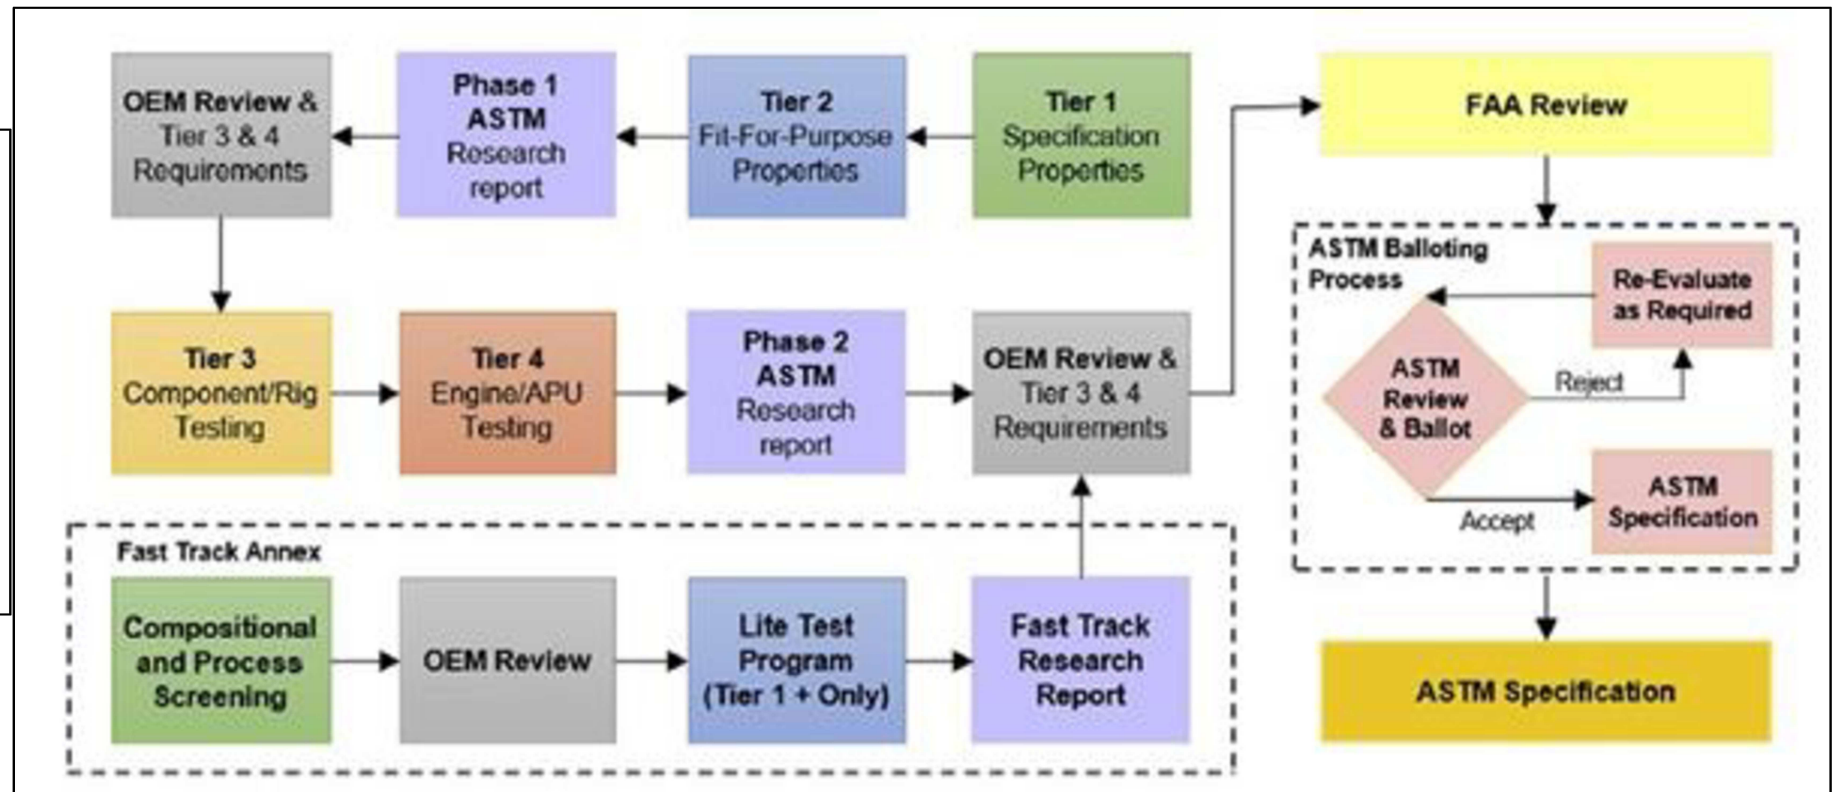 OEM Review &
Tier 3 & 4
Requirements
Phase 1
ASTM
Research
report
Tier 2
Fit-For-Purpose
Properties
Tier 1
Specification
Properties
FAA Review
Tier 3
Component/Rig
Testing
Tier 4
Engine/APU
Testing
Phase 2
ASTM
Research
report
OEM Review &
Tier 3 & 4
Requirements
ASTM Balloting
Process
Re-Evaluate
as Required
ASTM
Review
& Ballot
Reject
Accept
ASTM
Specification
Fast Track Annex
Compositional
and Process
Screening
OEM Review
Lite Test
Program
(Tier 1 + Only)
Fast Track
Research
Report
ASTM Specification